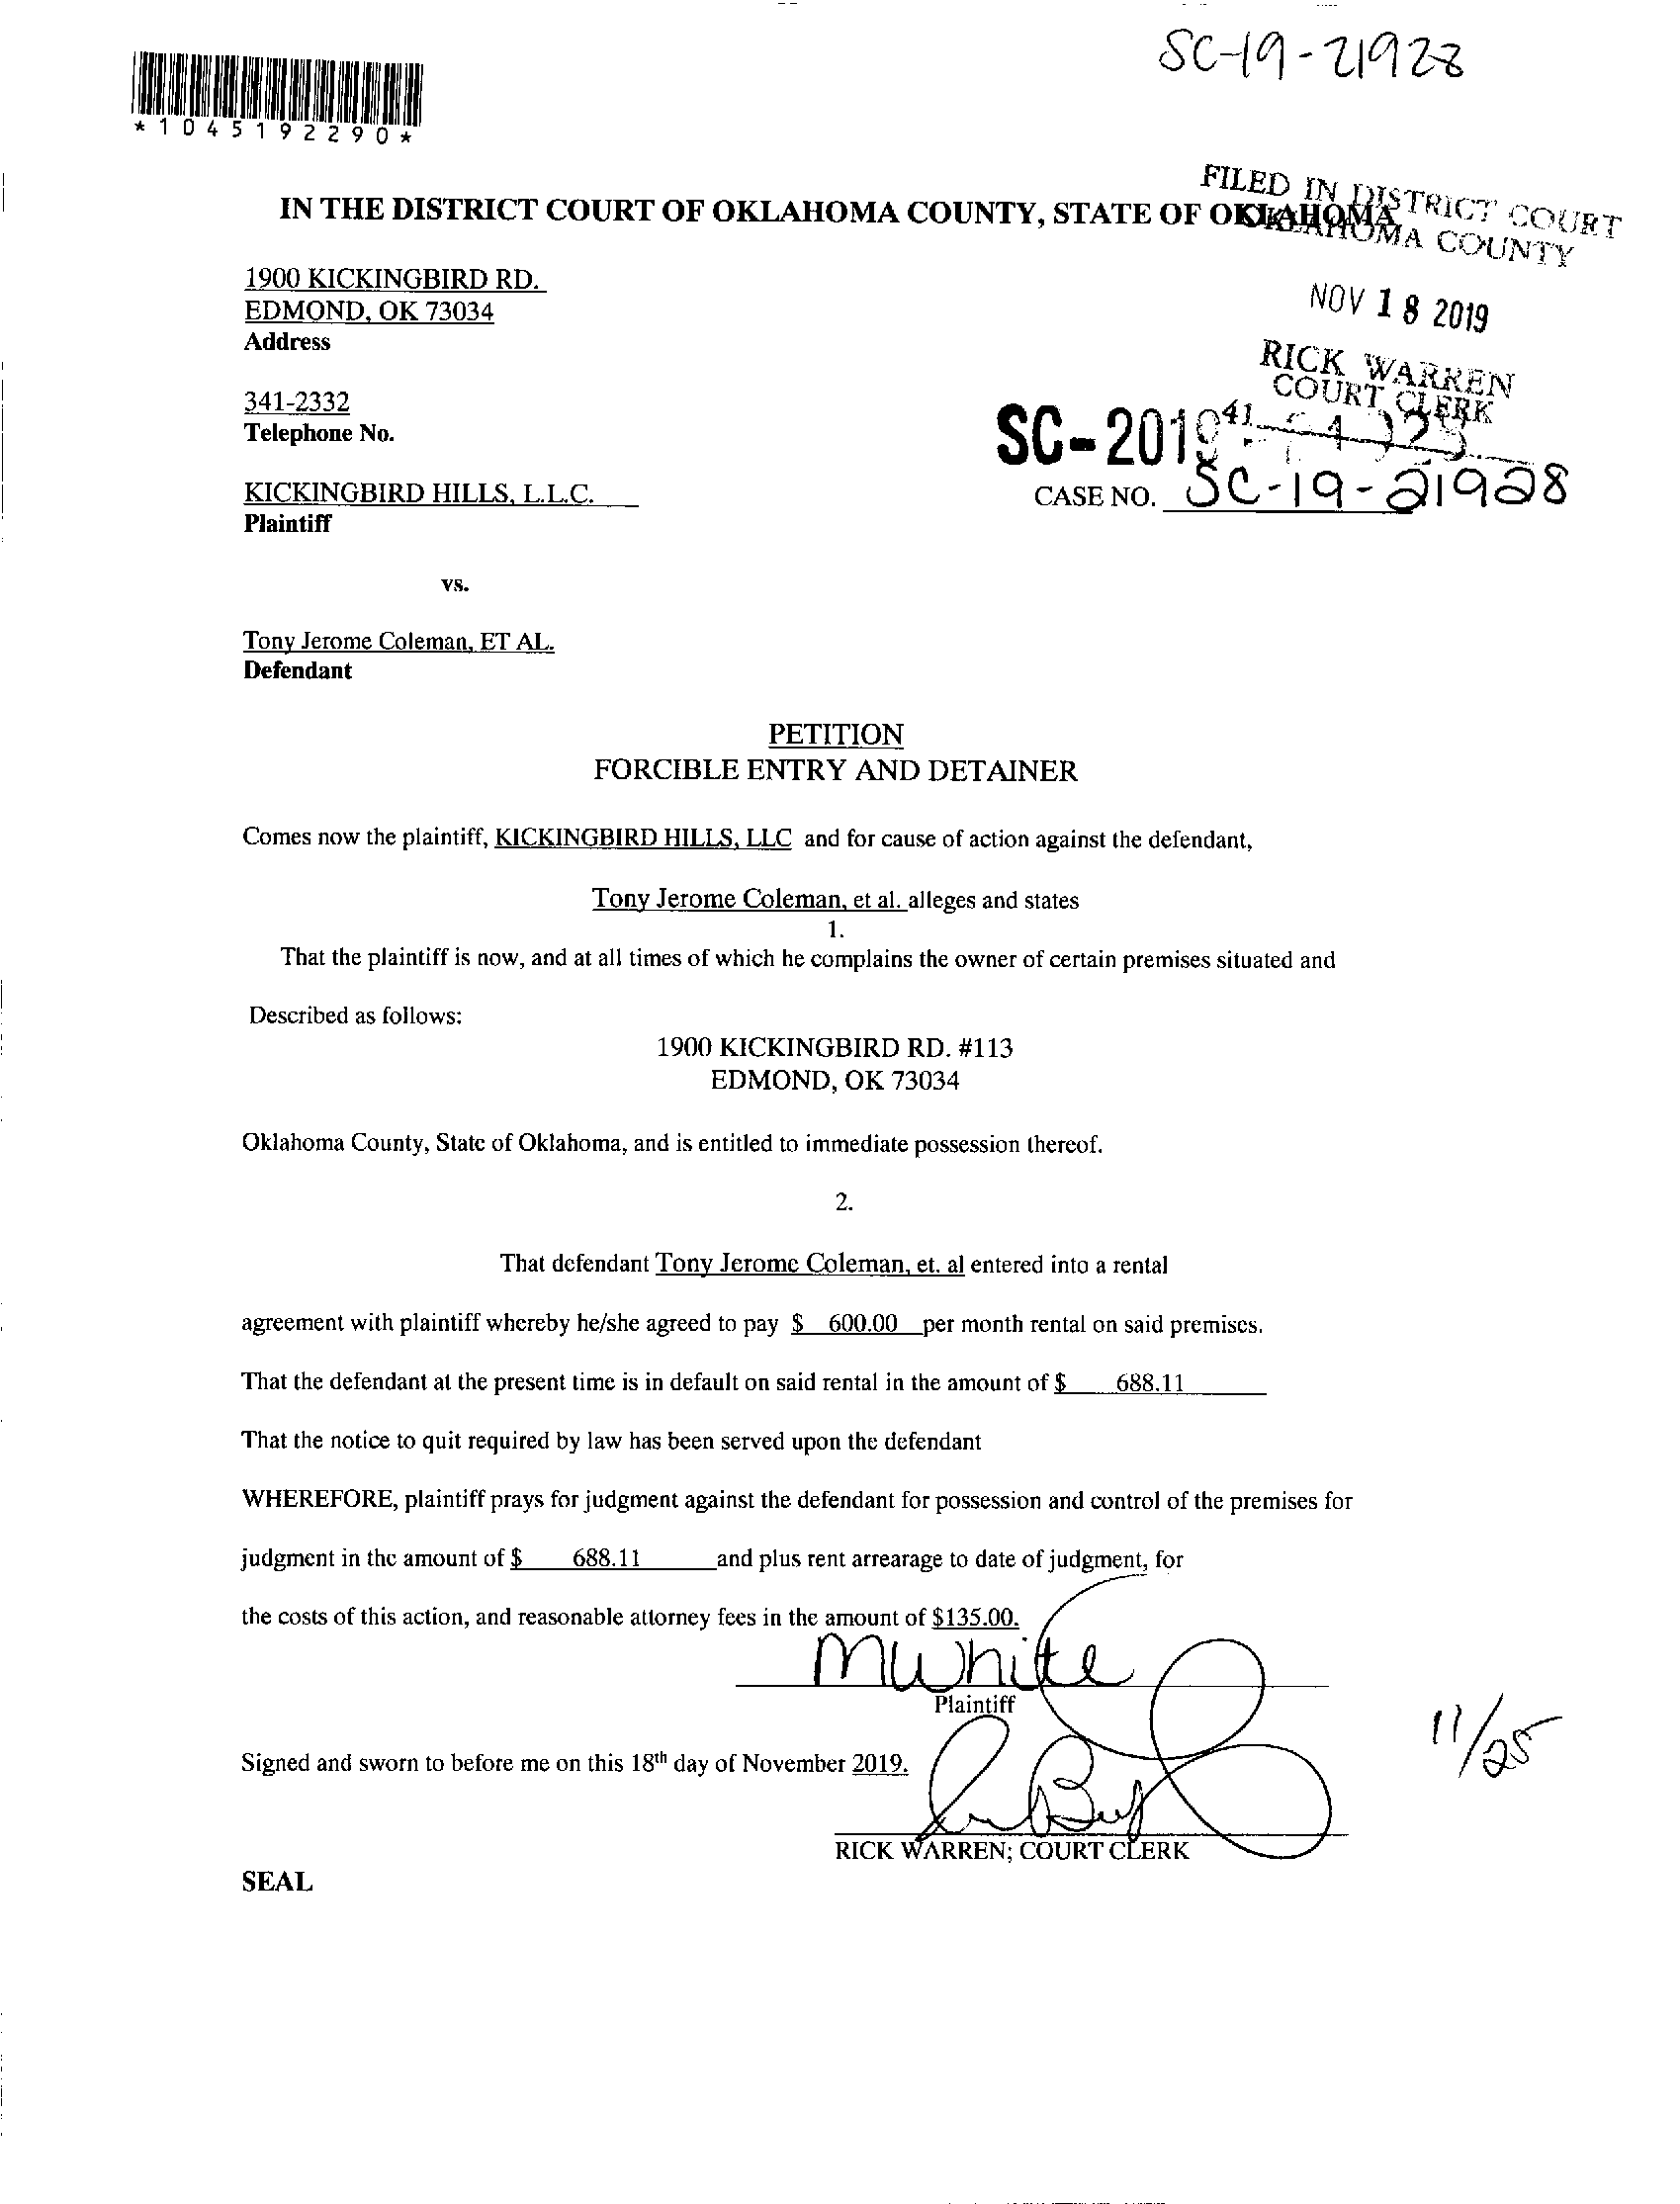 SC-19-21928
*1045192290*
FILED IN DISTRICT COURT
OKLAHOMA COUNTY
IN THE DISTRICT COURT OF OKLAHOMA COUNTY, STATE OF OKLAHOMA
1900 KICKINGBIRD RD.
EDMOND, OK 73034
Address
NOV 18 2019
RICK WARREN
COURT CLERK
341-2332
Telephone No.
41
SC-2019
KICKINGBIRD HILLS, L.L.C.
CASE NO. SC-19-21928
Plaintiff
vs.
Tony Jerome Coleman, ET AL.
Defendant
PETITION
FORCIBLE ENTRY AND DETAINER
Comes now the plaintiff, KICKINGBIRD HILLS, LLC and for cause of action against the defendant,
Tony Jerome Coleman, et al. alleges and states
1.
That the plaintiff is now, and at all times of which he complains the owner of certain premises situated and
Described as follows:
1900 KICKINGBIRD RD. #113
EDMOND, OK 73034
Oklahoma County, State of Oklahoma, and is entitled to immediate possession thereof.
2.
That defendant Tony Jerome Coleman, et. al entered into a rental
agreement with plaintiff whereby he/she agreed to pay $ 600.00 per month rental on said premises.
That the defendant at the present time is in default on said rental in the amount of $ 688.11
That the notice to quit required by law has been served upon the defendant
WHEREFORE, plaintiff prays for judgment against the defendant for possession and control of the premises for
judgment in the amount of $ 688.11 and plus rent arrearage to date of judgment, for
the costs of this action, and reasonable attorney fees in the amount of $135.00.
MWhite
Plaintiff
11/25
Signed and sworn to before me on this 18th day of November 2019.
RICK WARREN; COURT CLERK
SEAL